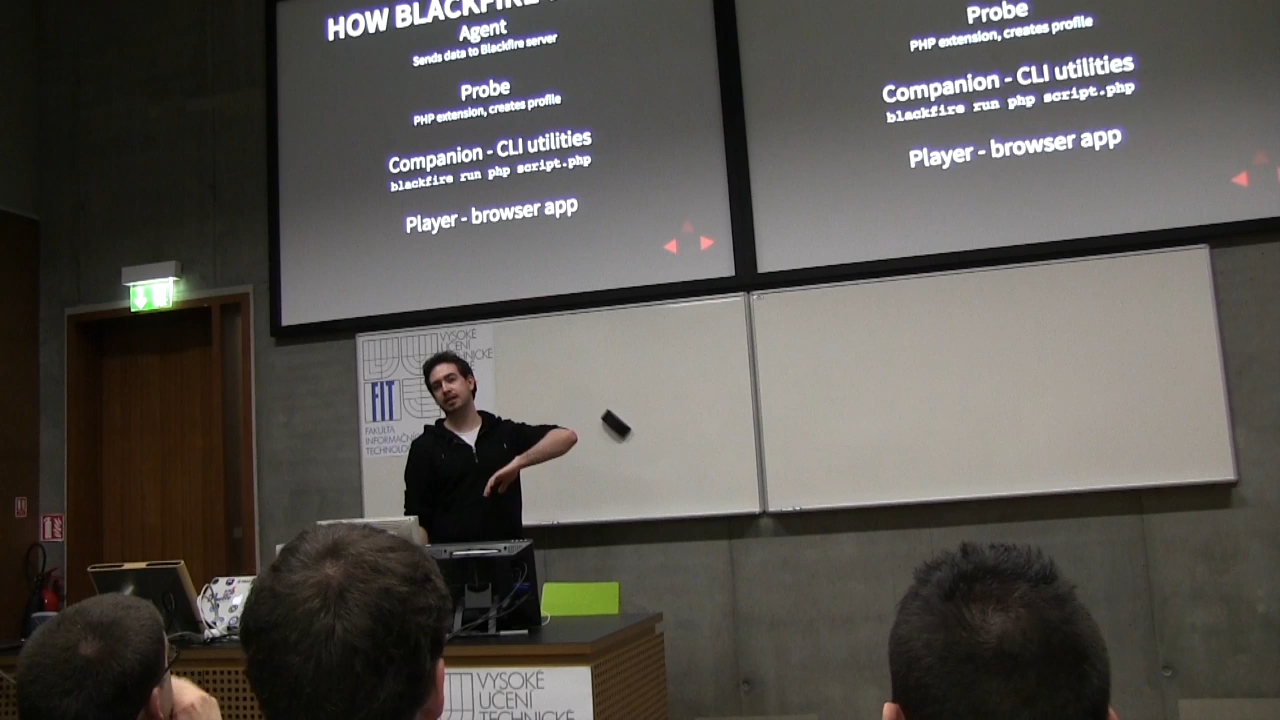 HOW BLACKFIRE
Agent
Sends data to Blackfire server
Probe
PHP extension, creates profile
Companion - CLI utilities
blackfire run php script.php
Player - browser app
Probe
PHP extension, creates profile
Companion - CLI utilities
blackfire run php script.php
Player - browser app
VYSOKÉ
UČENÍ
TECHNICKÉ
FIT
FAKULTA
INFORMAČNÍ
VYSOKÉ
UČENÍ
TECHNICKÉ